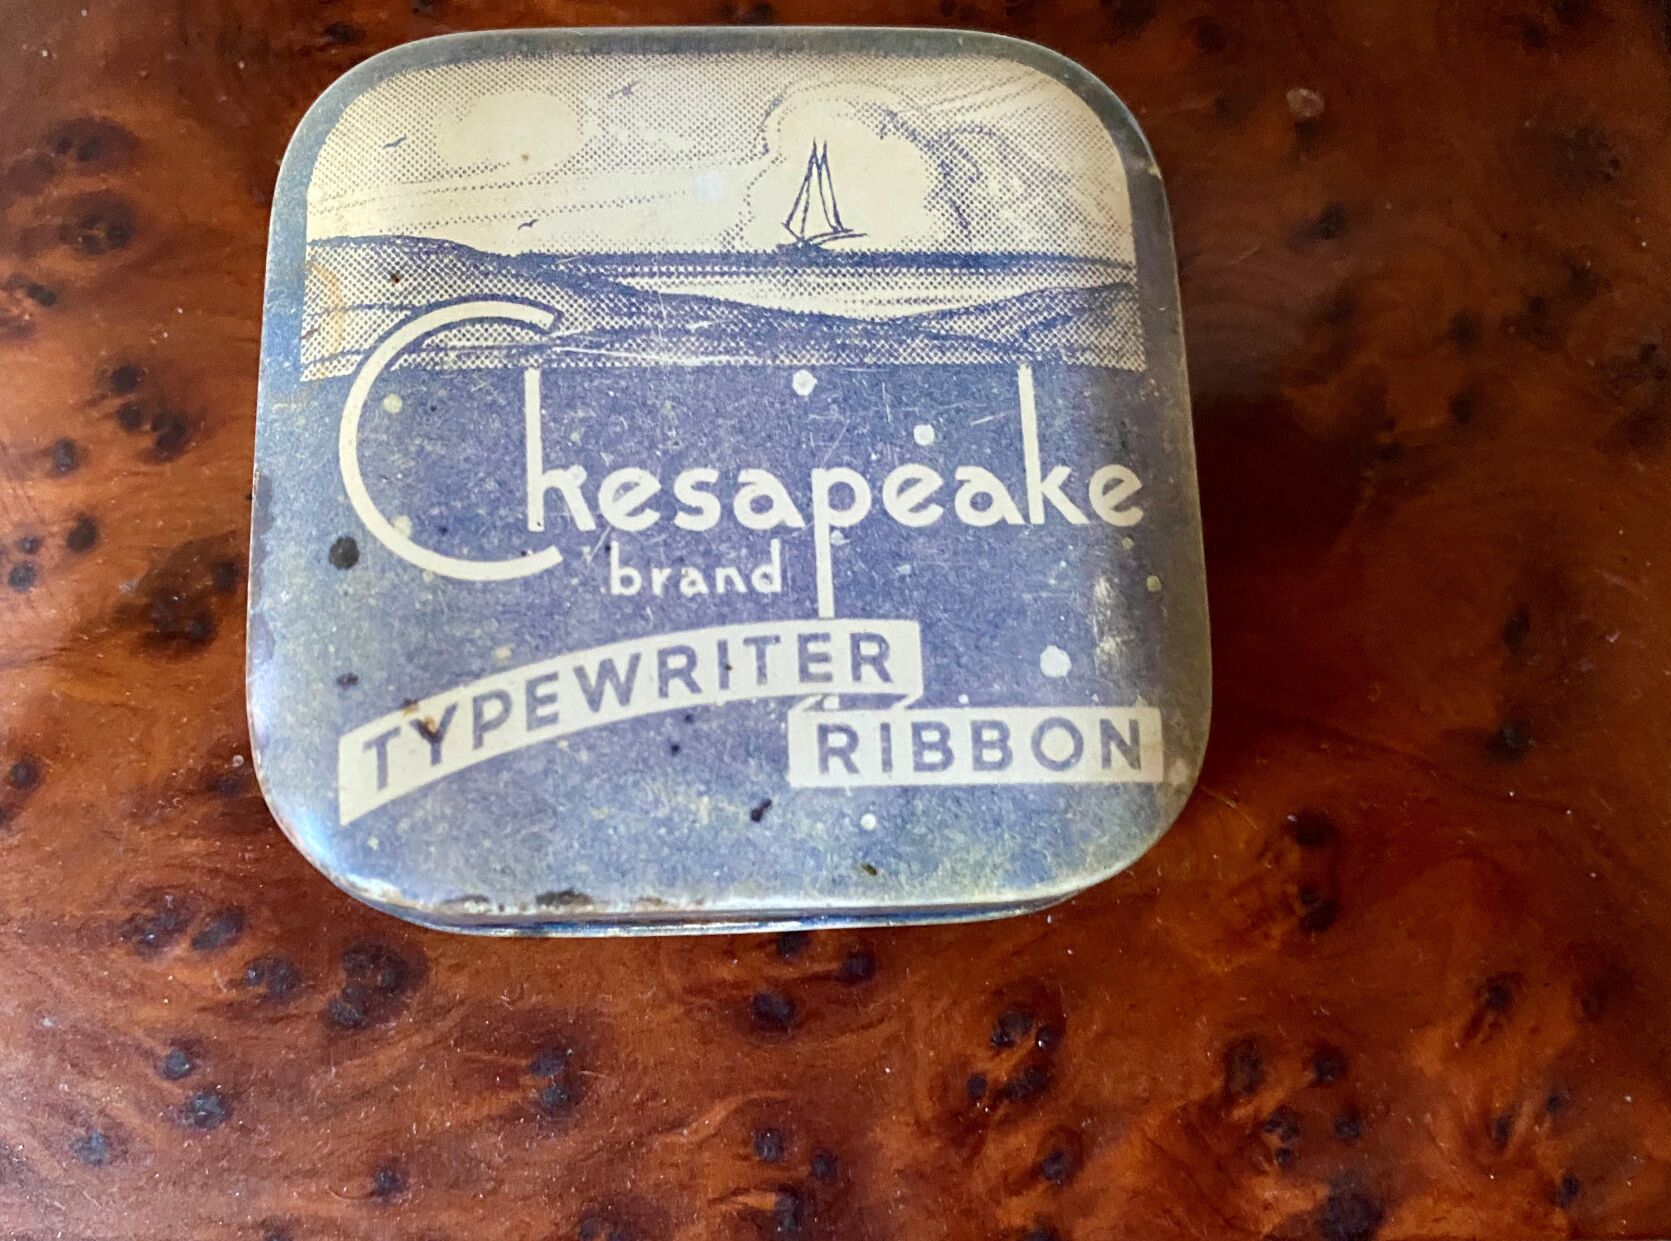 Chesapeake
brand
TYPEWRITER
RIBBON